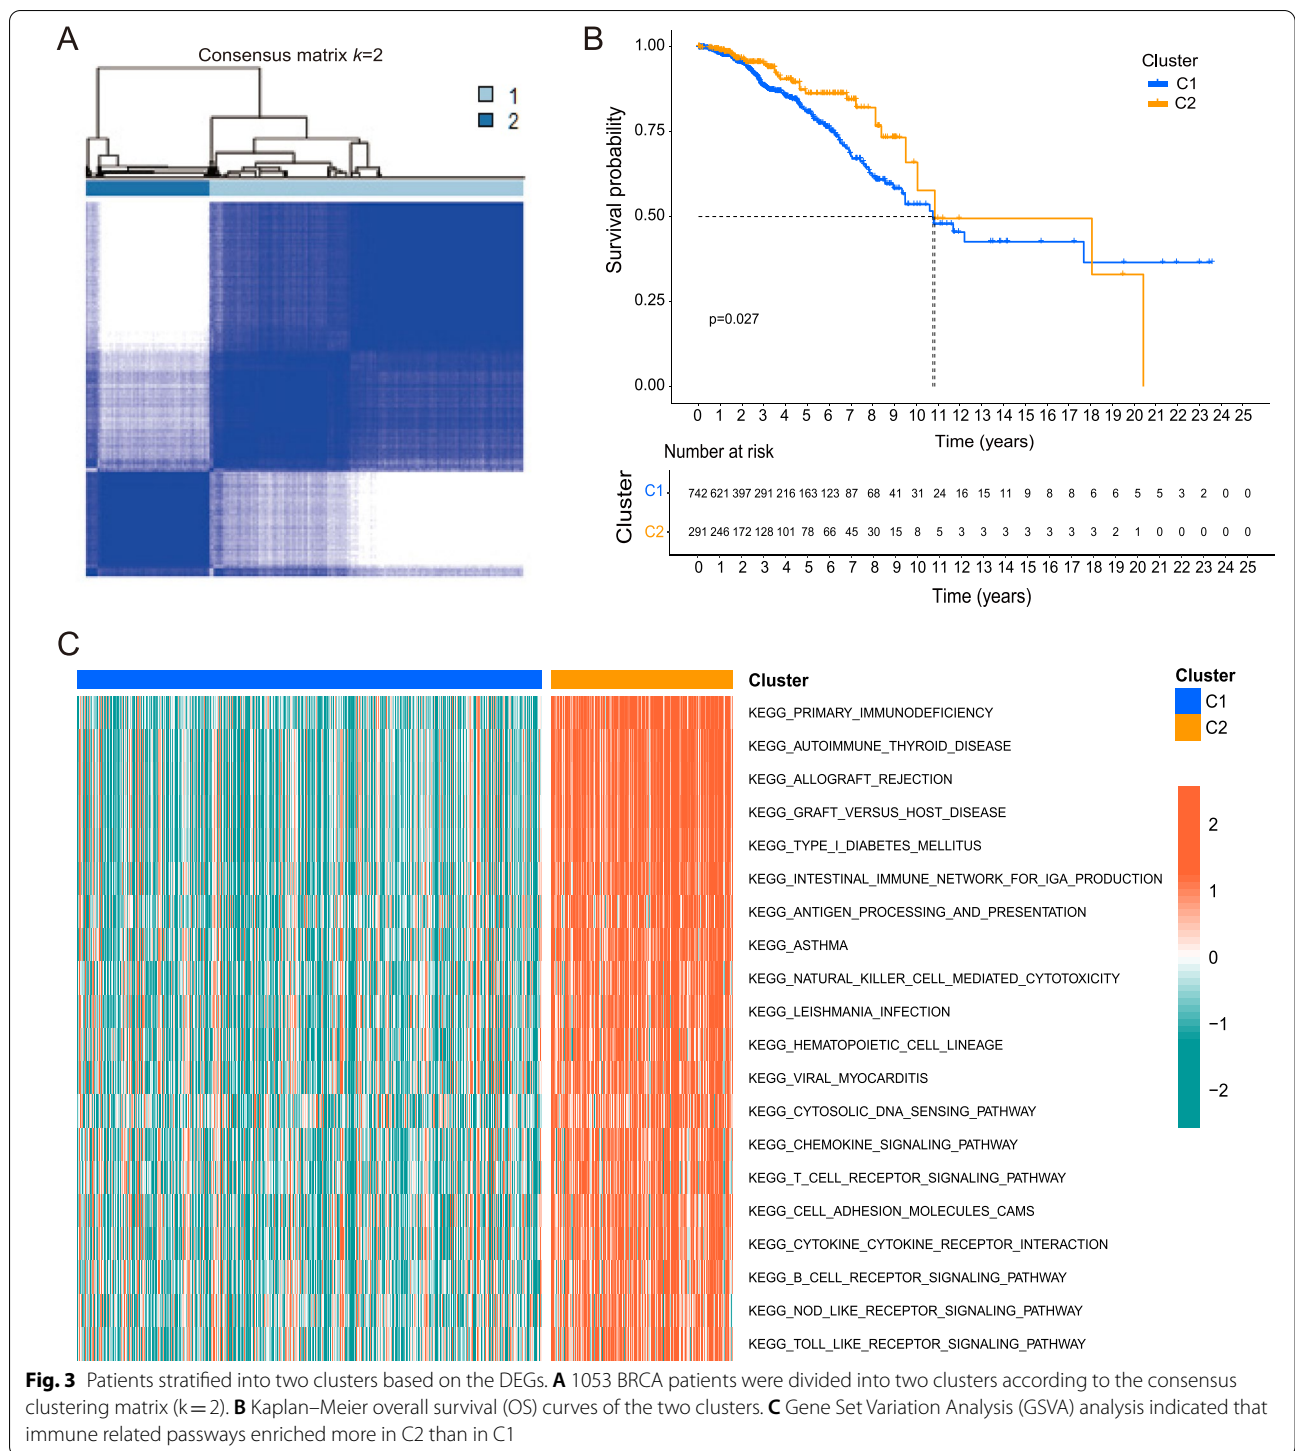 A
Consensus matrix k=2
1
2
B
Cluster
C1
C2
Survival probability
1.00
0.75
0.50
0.25
0.00
p=0.027
0 1 2 3 4 5 6 7 8 9 10 11 12 13 14 15 16 17 18 19 20 21 22 23 24 25
Time (years)
Number at risk
Cluster
C1 742 621 397 291 216 163 123 87 68 41 31 24 16 15 11 9 8 8 6 6 5 5 3 2 0 0
C2 291 246 172 128 101 78 66 45 30 15 8 5 3 3 3 3 3 3 3 2 1 0 0 0 0 0
0 1 2 3 4 5 6 7 8 9 10 11 12 13 14 15 16 17 18 19 20 21 22 23 24 25
Time (years)
C
Cluster
KEGG_PRIMARY_IMMUNODEFICIENCY
KEGG_AUTOIMMUNE_THYROID_DISEASE
KEGG_ALLOGRAFT_REJECTION
KEGG_GRAFT_VERSUS_HOST_DISEASE
KEGG_TYPE_I_DIABETES_MELLITUS
KEGG_INTESTINAL_IMMUNE_NETWORK_FOR_IGA_PRODUCTION
KEGG_ANTIGEN_PROCESSING_AND_PRESENTATION
KEGG_ASTHMA
KEGG_NATURAL_KILLER_CELL_MEDIATED_CYTOTOXICITY
KEGG_LEISHMANIA_INFECTION
KEGG_HEMATOPOIETIC_CELL_LINEAGE
KEGG_VIRAL_MYOCARDITIS
KEGG_CYTOSOLIC_DNA_SENSING_PATHWAY
KEGG_CHEMOKINE_SIGNALING_PATHWAY
KEGG_T_CELL_RECEPTOR_SIGNALING_PATHWAY
KEGG_CELL_ADHESION_MOLECULES_CAMS
KEGG_CYTOKINE_CYTOKINE_RECEPTOR_INTERACTION
KEGG_B_CELL_RECEPTOR_SIGNALING_PATHWAY
KEGG_NOD_LIKE_RECEPTOR_SIGNALING_PATHWAY
KEGG_TOLL_LIKE_RECEPTOR_SIGNALING_PATHWAY
Cluster
C1
C2
2
1
0
−1
−2
Fig. 3 Patients stratified into two clusters based on the DEGs. A 1053 BRCA patients were divided into two clusters according to the consensus
clustering matrix (k = 2). B Kaplan–Meier overall survival (OS) curves of the two clusters. C Gene Set Variation Analysis (GSVA) analysis indicated that
immune related passways enriched more in C2 than in C1